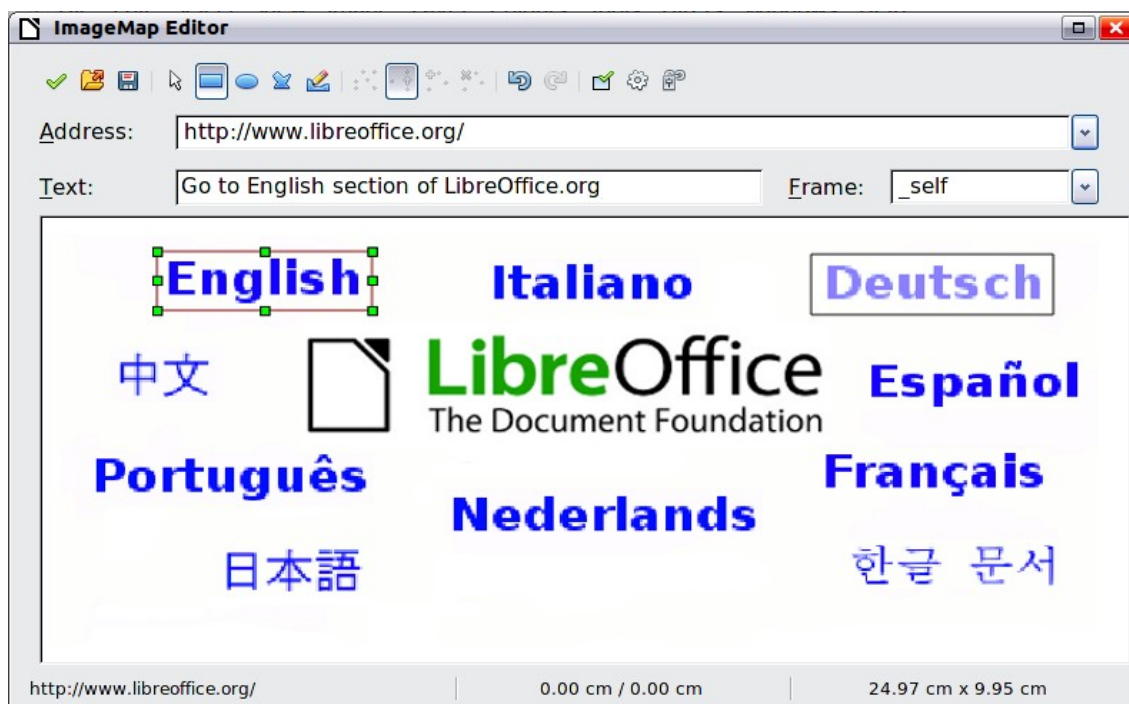 ImageMap Editor
Address: http://www.libreoffice.org/
Text: Go to English section of LibreOffice.org Frame: _self
English Italiano Deutsch
中文 LibreOffice Español
The Document Foundation
Português Français
Nederlands
日本語 한글 문서
http://www.libreoffice.org/ 0.00 cm / 0.00 cm 24.97 cm x 9.95 cm